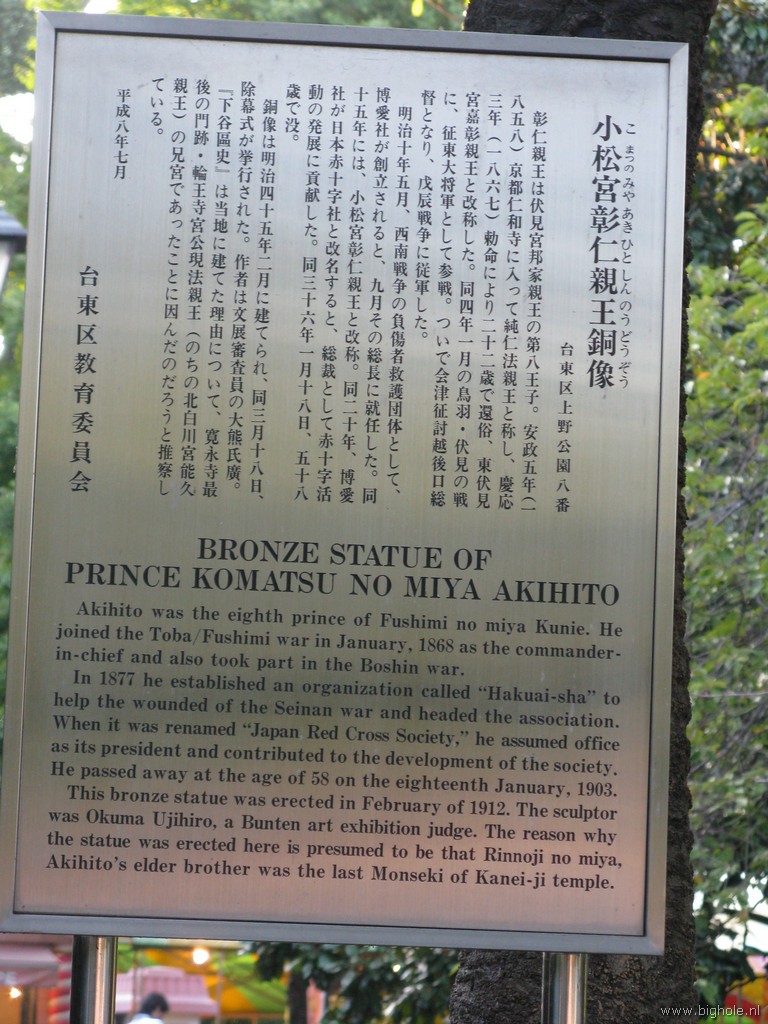 小松宮彰仁親王銅像
こまつのみやあきひとしんのうどうぞう
台東区上野公園八番
彰仁親王は伏見宮邦家親王の第八王子。安政五年(一
八五八)京都仁和寺に入って純仁法親王と称し、慶応
三年(一八六七)勅命により二十二歳で還俗、東伏見
宮嘉彰親王と改称した。同四年一月の鳥羽・伏見の戦
に、征東大将軍として参戦。ついで会津征討越後口総
督となり、戊辰戦争に従軍した。
明治十年五月、西南戦争の負傷者救護団体として、
博愛社が創立されると、九月その総長に就任した。同
十五年には、小松宮彰仁親王と改称。同二十年、博愛
社が日本赤十字社と改名すると、総裁として赤十字活
動の発展に貢献した。同三十六年一月十八日、五十八
歳で没。
銅像は明治四十五年二月に建てられ、同三月十八日、
除幕式が挙行された。作者は文展審査員の大熊氏廣。
『下谷區史』は当地に建てた理由について、寛永寺最
後の門跡・輪王寺宮公現法親王(のちの北白川宮能久
親王)の兄宮であったことに因んだのだろうと推察し
ている。
平成八年七月
台東区教育委員会
BRONZE STATUE OF
PRINCE KOMATSU NO MIYA AKIHITO
Akihito was the eighth prince of Fushimi no miya Kunie. He
joined the Toba/Fushimi war in January, 1868 as the commander-
in-chief and also took part in the Boshin war.
In 1877 he established an organization called “Hakuai-sha” to
help the wounded of the Seinan war and headed the association.
When it was renamed “Japan Red Cross Society,” he assumed office
as its president and contributed to the development of the society.
He passed away at the age of 58 on the eighteenth January, 1903.
This bronze statue was erected in February of 1912. The sculptor
was Okuma Ujihiro, a Bunten art exhibition judge. The reason why
the statue was erected here is presumed to be that Rinnoji no miya,
Akihito's elder brother was the last Monseki of Kanei-ji temple.
www.bighole.nl